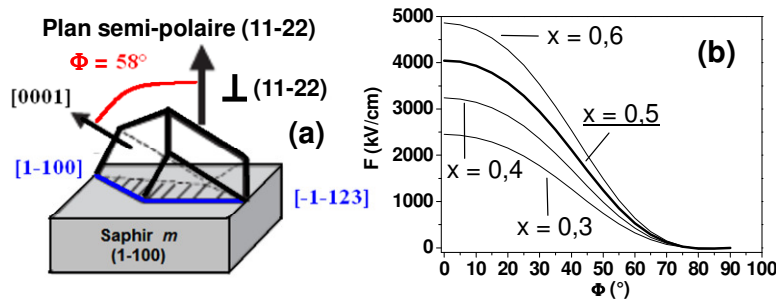 Plan semi-polaire (11-22)
Φ = 58°
⊥ (11-22)
[0001]
(a)
[1-100]
[-1-123]
Saphir m
(1-100)
F (kV/cm)
5000
4000
3000
2000
1000
0
x = 0,6
(b)
x = 0,5
x = 0,4
x = 0,3
0 10 20 30 40 50 60 70 80 90 100
Φ (°)